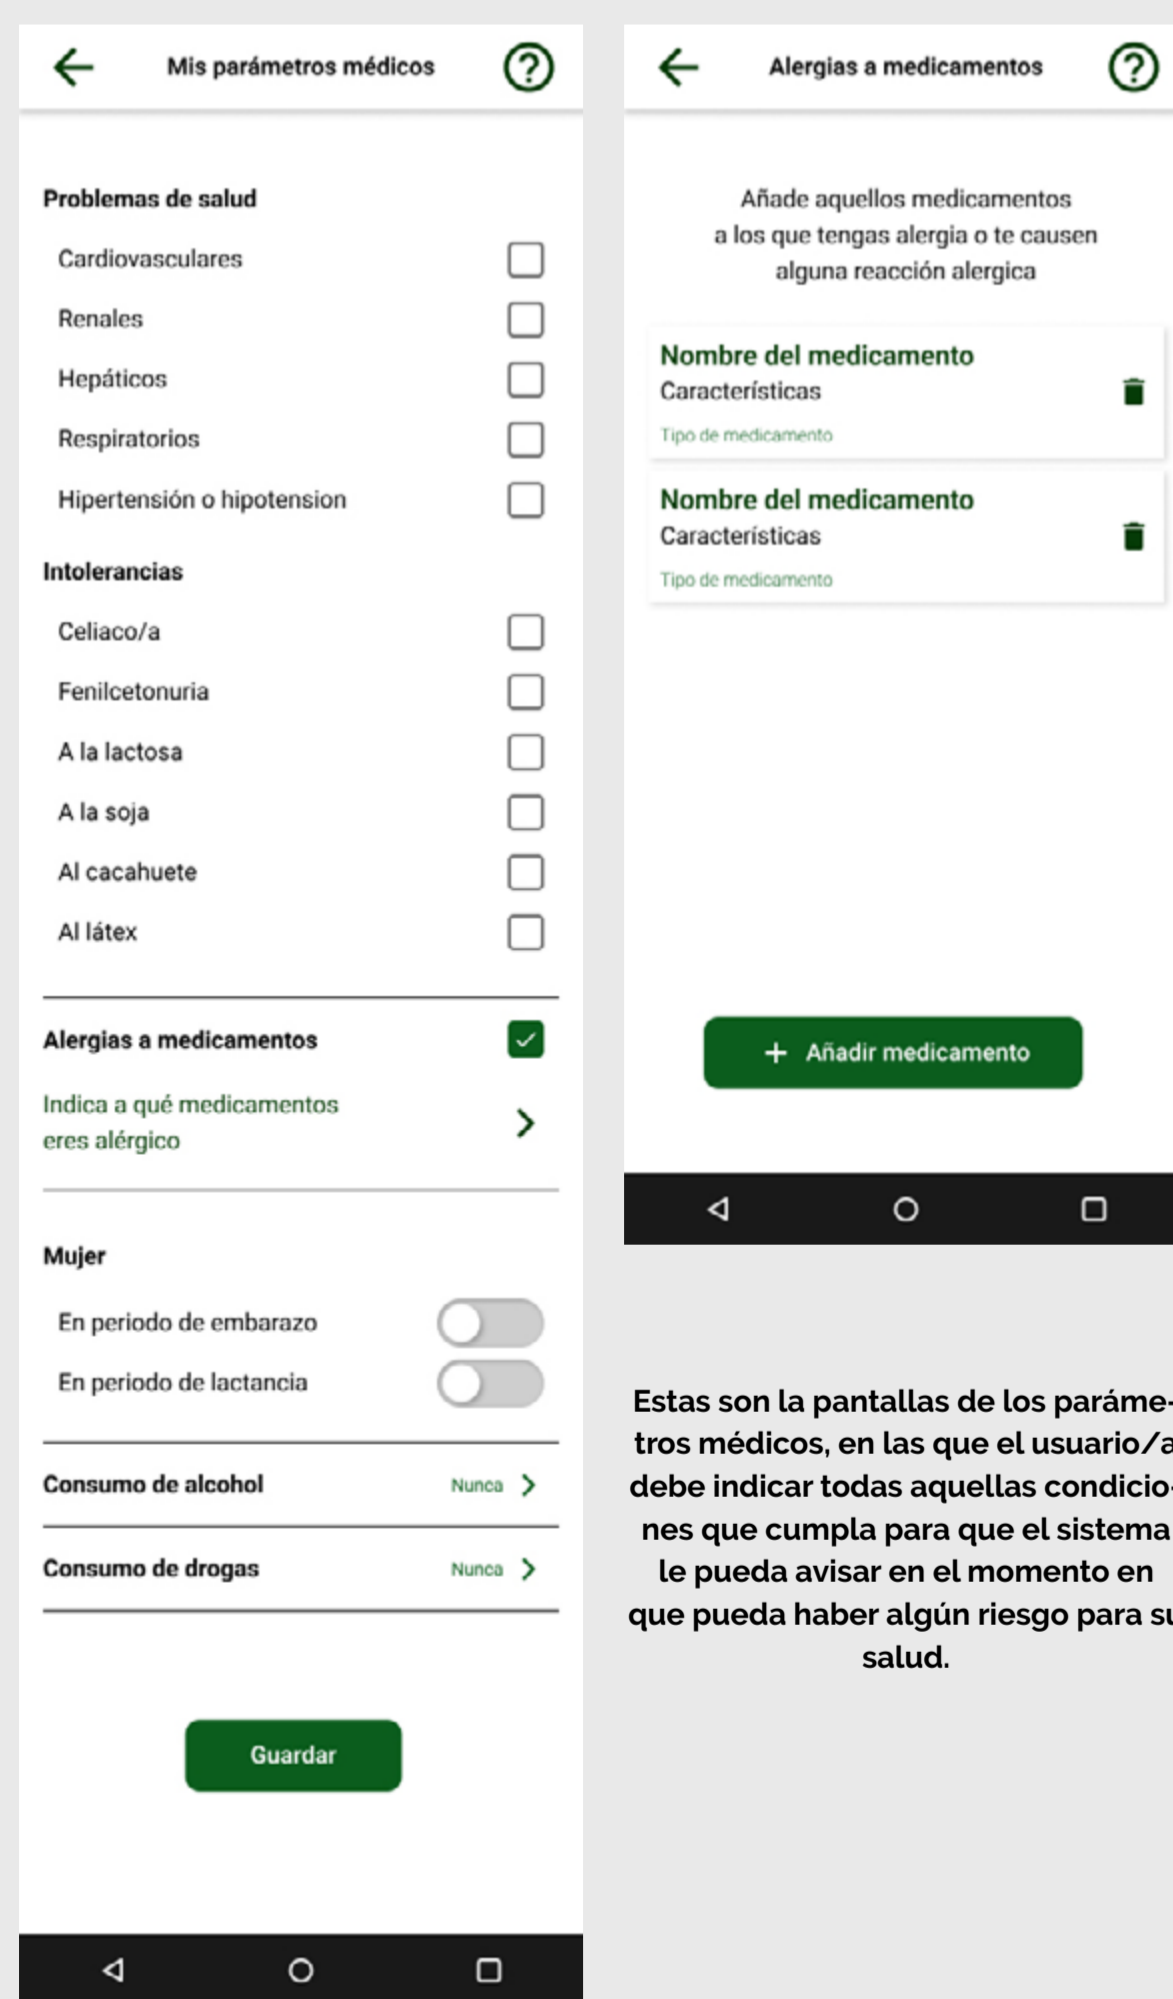 Mis parámetros médicos
Problemas de salud
Cardiovasculares
Renales
Hepáticos
Respiratorios
Hipertensión o hipotension
Intolerancias
Celiaco/a
Fenilcetonuria
A la lactosa
A la soja
Al cacahuete
Al látex
Alergias a medicamentos
Indica a qué medicamentos
eres alérgico
Mujer
En periodo de embarazo
En periodo de lactancia
Consumo de alcohol Nunca
Consumo de drogas Nunca
Guardar
Alergias a medicamentos
Añade aquellos medicamentos
a los que tengas alergia o te causen
alguna reacción alergica
Nombre del medicamento
Características
Tipo de medicamento
Nombre del medicamento
Características
Tipo de medicamento
+ Añadir medicamento
Estas son la pantallas de los paráme-
tros médicos, en las que el usuario/a
debe indicar todas aquellas condicio-
nes que cumpla para que el sistema
le pueda avisar en el momento en
que pueda haber algún riesgo para su
salud.